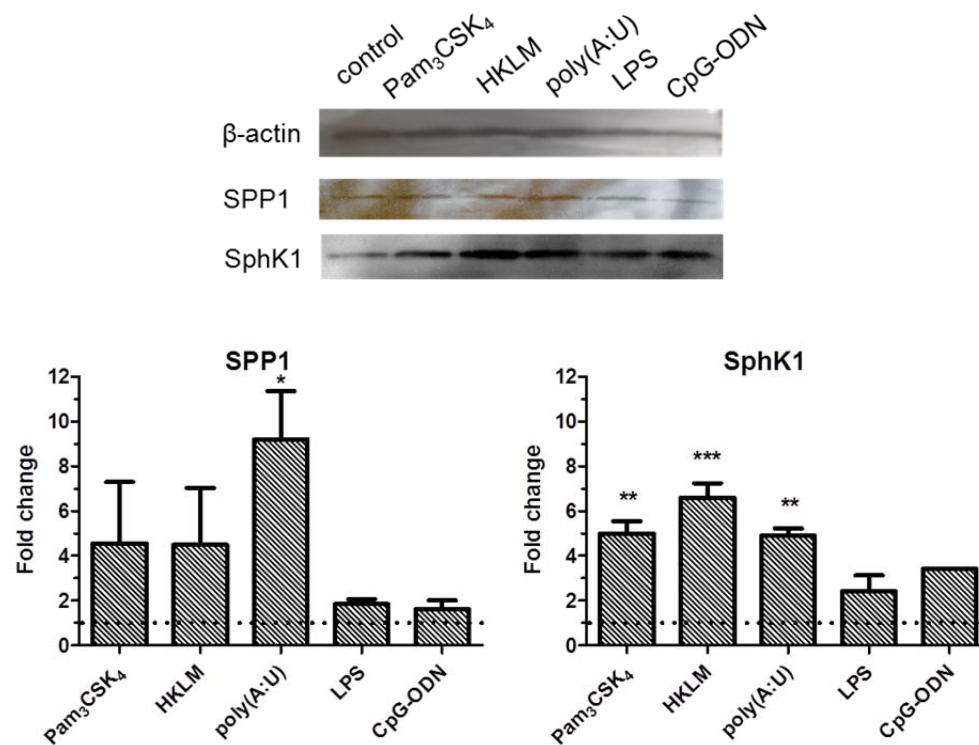 control Pam₃CSK₄ HKLM poly(A:U) LPS CpG-ODN
β-actin
SPP1
SphK1
SPP1
12
10
8
6
4
2
0
Fold change
*
Pam₃CSK₄ HKLM poly(A:U) LPS CpG-ODN
SphK1
12
10
8
6
4
2
0
Fold change
** *** **
Pam₃CSK₄ HKLM poly(A:U) LPS CpG-ODN